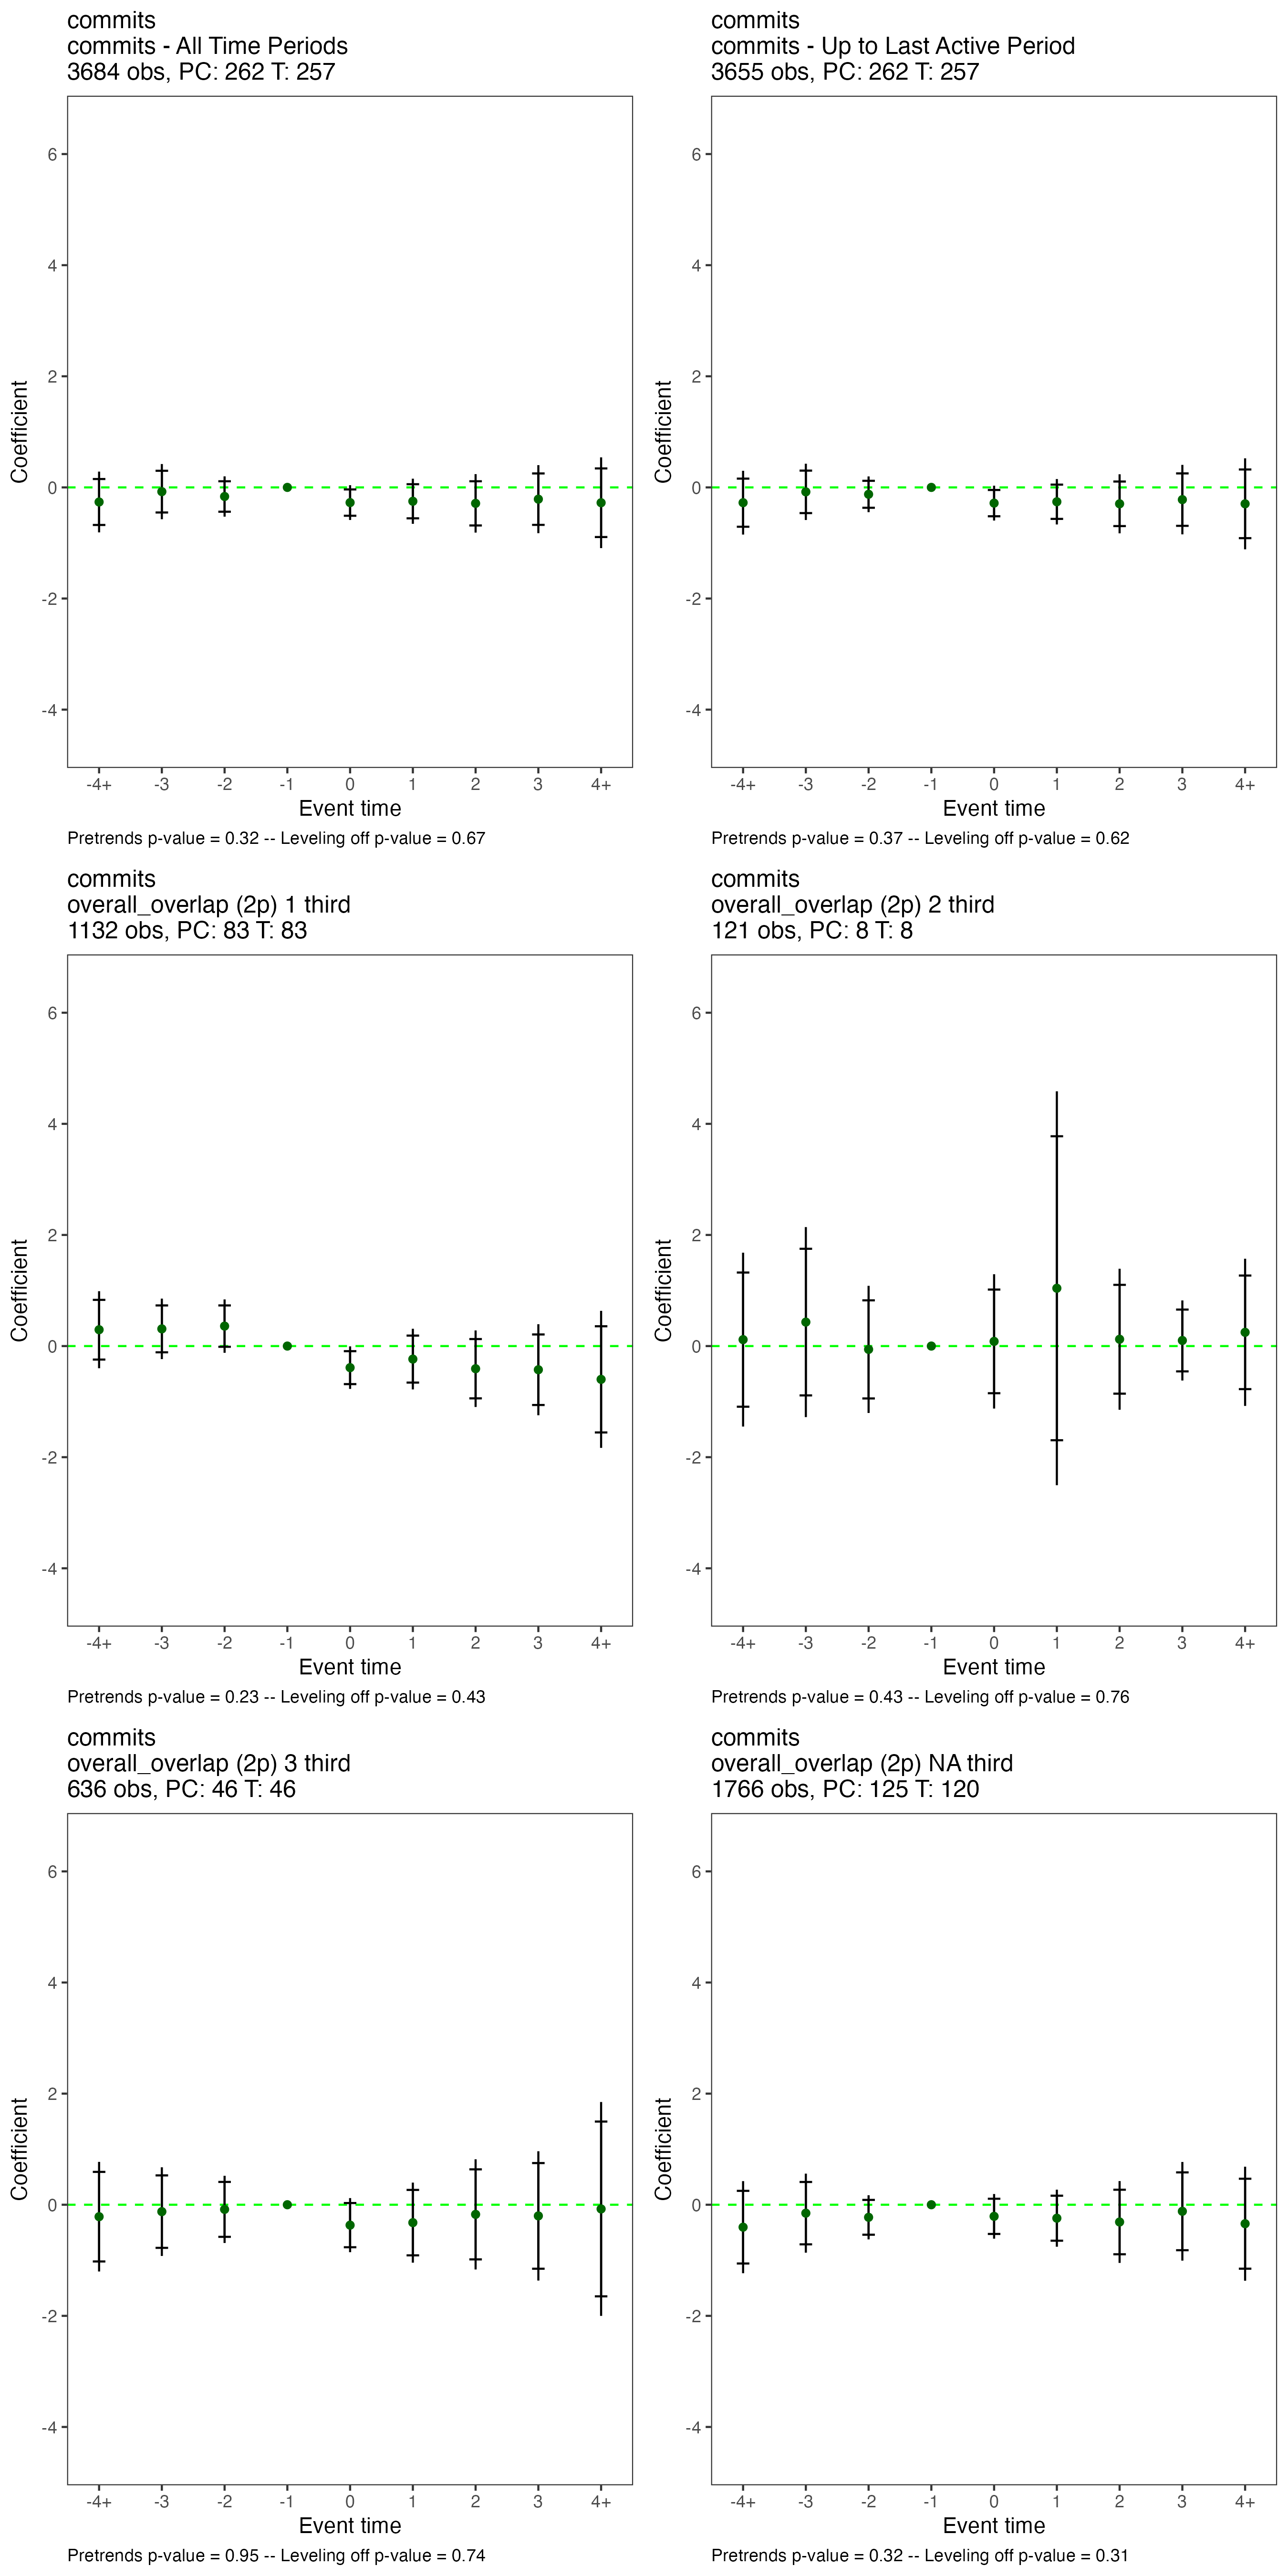 commits
commits - All Time Periods
3684 obs, PC: 262 T: 257
6
4
2
0
-2
-4
Coefficient
-4+ -3 -2 -1 0 1 2 3 4+
Event time
Pretrends p-value = 0.32 -- Leveling off p-value = 0.67
commits
commits - Up to Last Active Period
3655 obs, PC: 262 T: 257
6
4
2
0
-2
-4
Coefficient
-4+ -3 -2 -1 0 1 2 3 4+
Event time
Pretrends p-value = 0.37 -- Leveling off p-value = 0.62
commits
overall_overlap (2p) 1 third
1132 obs, PC: 83 T: 83
6
4
2
0
-2
-4
Coefficient
-4+ -3 -2 -1 0 1 2 3 4+
Event time
Pretrends p-value = 0.23 -- Leveling off p-value = 0.43
commits
overall_overlap (2p) 2 third
121 obs, PC: 8 T: 8
6
4
2
0
-2
-4
Coefficient
-4+ -3 -2 -1 0 1 2 3 4+
Event time
Pretrends p-value = 0.43 -- Leveling off p-value = 0.76
commits
overall_overlap (2p) 3 third
636 obs, PC: 46 T: 46
6
4
2
0
-2
-4
Coefficient
-4+ -3 -2 -1 0 1 2 3 4+
Event time
Pretrends p-value = 0.95 -- Leveling off p-value = 0.74
commits
overall_overlap (2p) NA third
1766 obs, PC: 125 T: 120
6
4
2
0
-2
-4
Coefficient
-4+ -3 -2 -1 0 1 2 3 4+
Event time
Pretrends p-value = 0.32 -- Leveling off p-value = 0.31